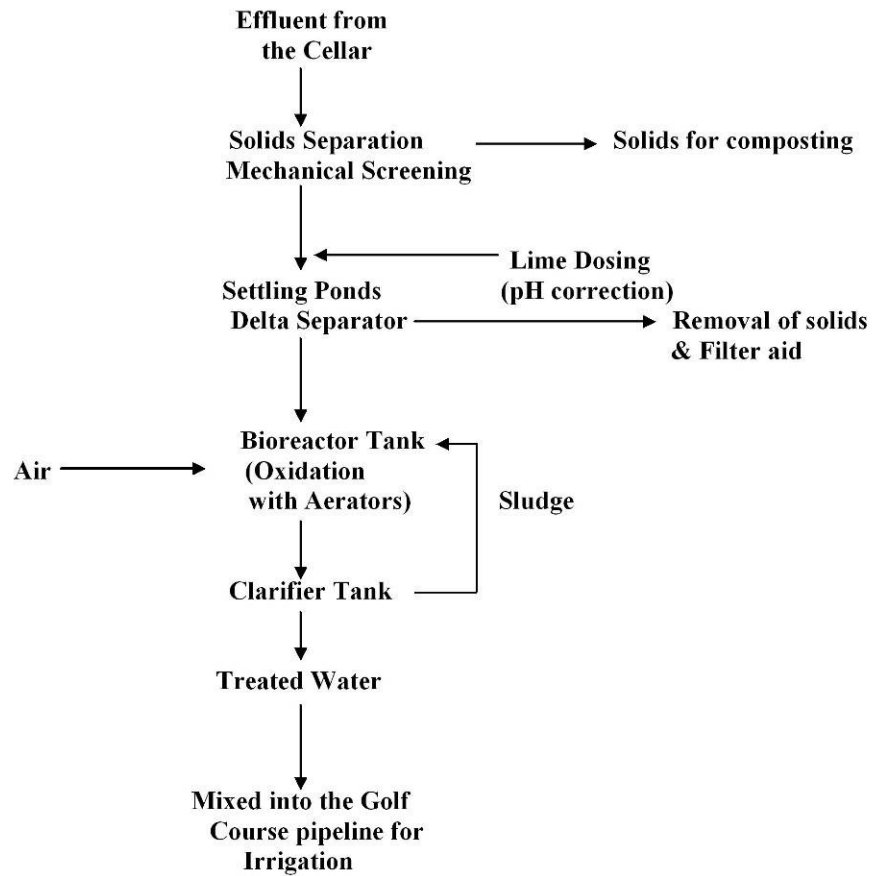 Effluent from
the Cellar
Solids Separation
Mechanical Screening
Solids for composting
Lime Dosing
(pH correction)
Settling Ponds
Delta Separator
Removal of solids
& Filter aid
Bioreactor Tank
(Oxidation
with Aerators)
Air
Sludge
Clarifier Tank
Treated Water
Mixed into the Golf
Course pipeline for
Irrigation